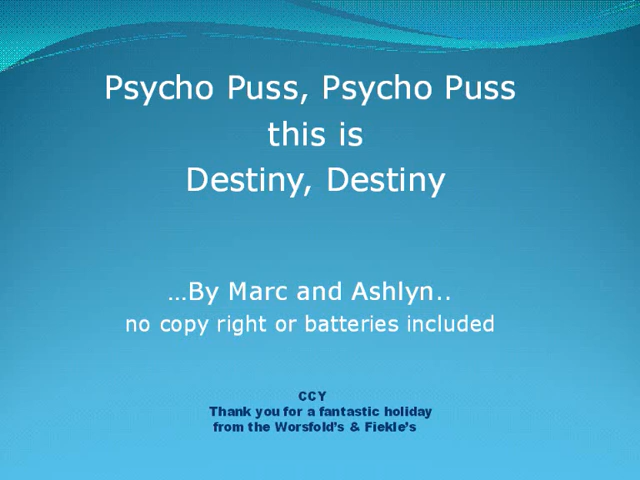 Psycho Puss, Psycho Puss
this is
Destiny, Destiny
...By Marc and Ashlyn..
no copy right or batteries included
CCY
Thank you for a fantastic holiday
from the Worsfold's & Fiekle's